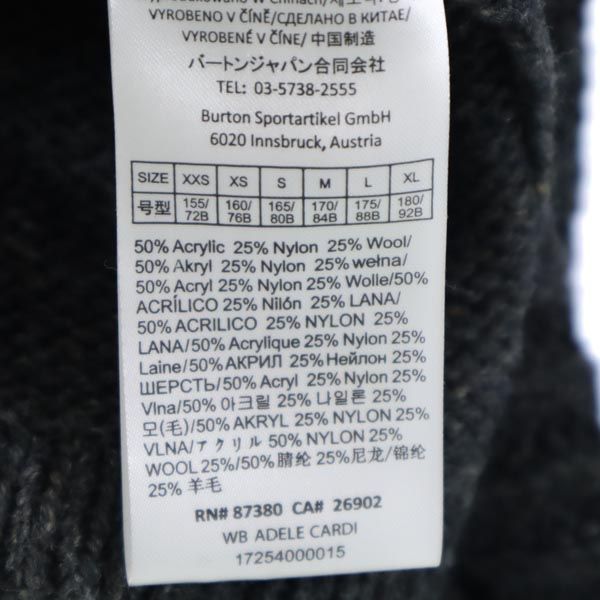 VYROBENO V ČÍNĚ/СДЕЛАНО В КИТАЕ/
VYROBENÉ V ČÍNE/ 中国制造
バートンジャパン合同会社
TEL: 03-5738-2555
Burton Sportartikel GmbH
6020 Innsbruck, Austria
SIZE XXS XS S M L XL
号型 155/72B 160/76B 165/80B 170/84B 175/88B 180/92B
50% Acrylic 25% Nylon 25% Wool/
50% Akryl 25% Nylon 25% wełna/
50% Acryl 25% Nylon 25% Wolle/50%
ACRÍLICO 25% Nilón 25% LANA/
50% ACRILICO 25% NYLON 25%
LANA/50% Acrylique 25% Nylon 25%
Laine/50% АКРИЛ 25% Нейлон 25%
ШЕРСТЬ/50% Acryl 25% Nylon 25%
Vlna/50% 아크릴 25% 나일론 25%
모(毛)/50% AKRYL 25% NYLON 25%
VLNA/アクリル 50% NYLON 25%
WOOL 25%/50% 腈纶 25%尼龙/锦纶
25% 羊毛
RN# 87380 CA# 26902
WB ADELE CARDI
17254000015